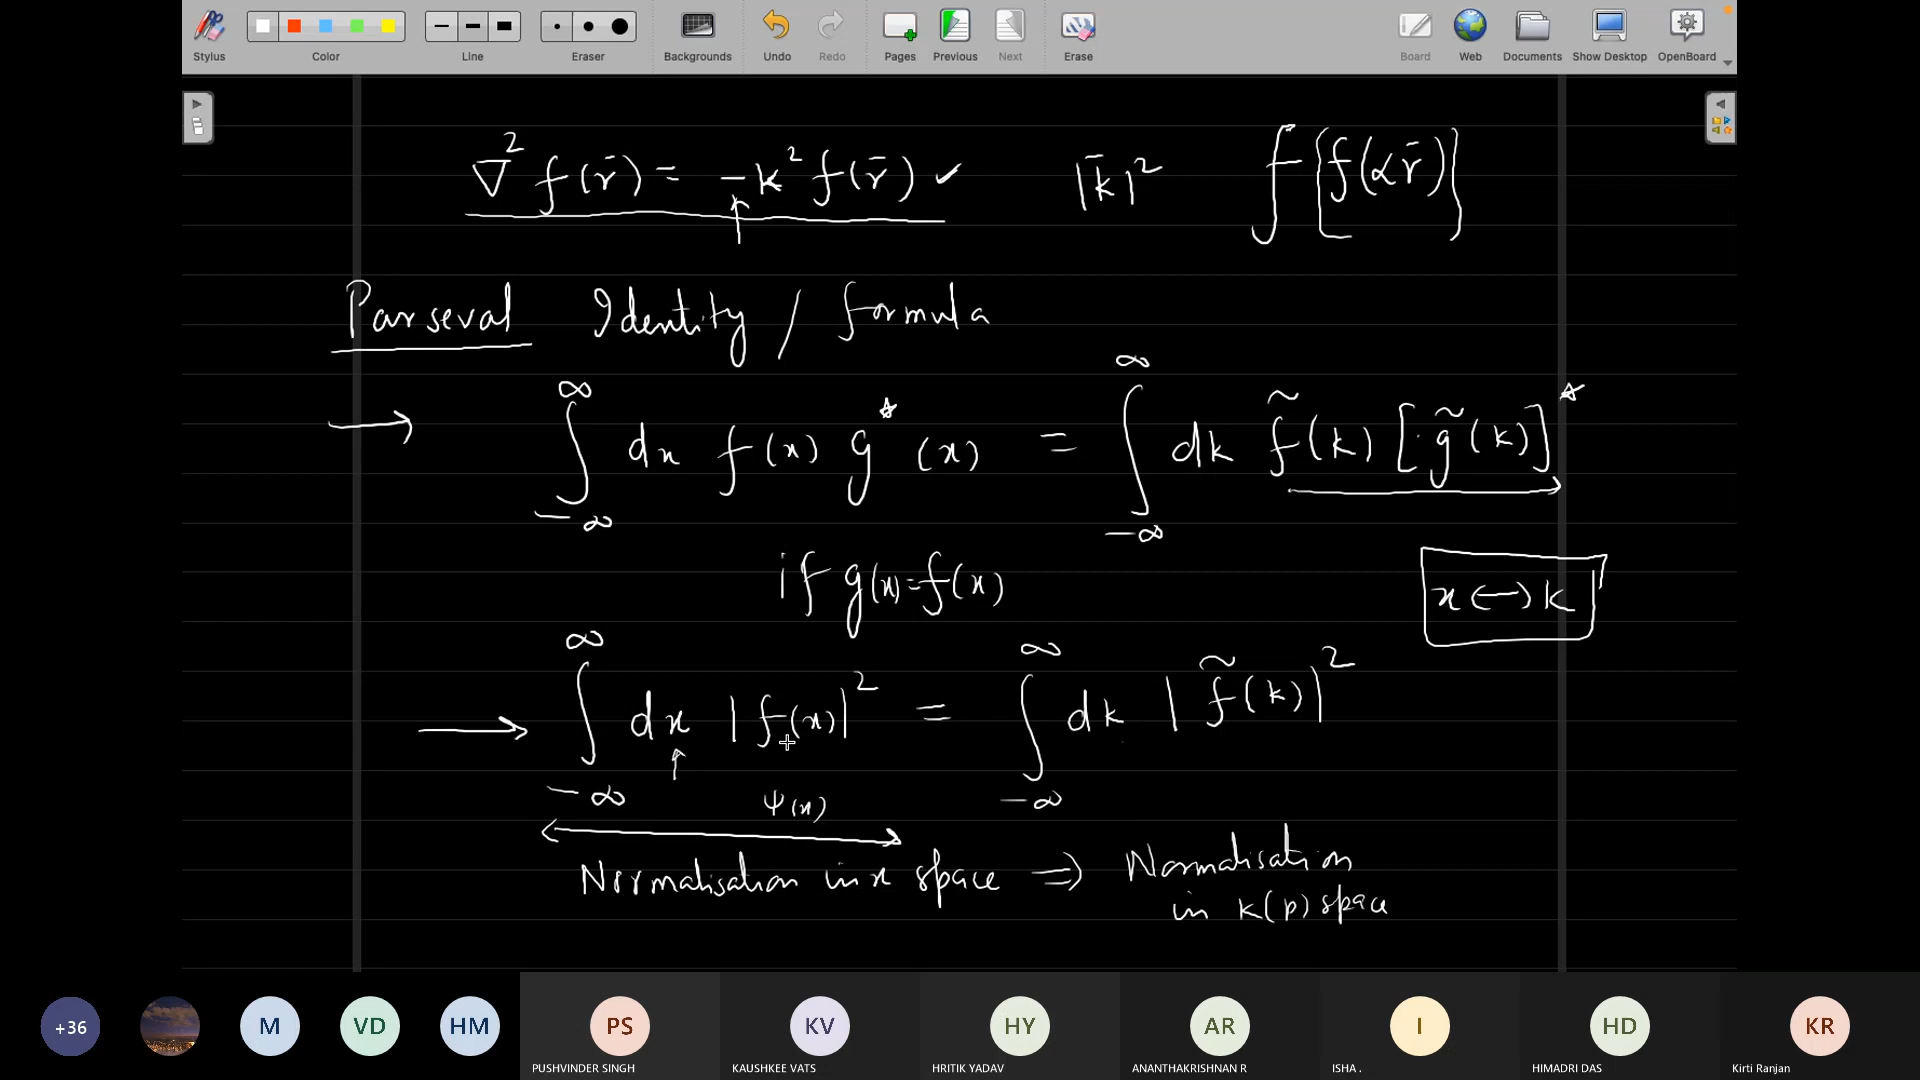 Stylus Color Line Eraser Backgrounds Undo Redo Pages Previous Next Erase Board Web Documents Show Desktop OpenBoard
∇² f(r̄) = -k² f(r̄) ✓ |k̄|² F{f(αr̄)}
Parseval Identity / formula
→ ∫_{-∞}^{∞} dx f(x) g*(x) = ∫_{-∞}^{∞} dk f̃(k) [g̃(k)]*
if g(x)=f(x) x ↔ k
→ ∫_{-∞}^{∞} dx |f(x)|² = ∫_{-∞}^{∞} dk |f̃(k)|²
ψ(x)
Normalisation in x space ⇒ Normalisation
in k(p) space
+36 M VD HM PS KV HY AR I HD KR
PUSHVINDER SINGH KAUSHKEE VATS HRITIK YADAV ANANTHAKRISHNAN R ISHA . HIMADRI DAS Kirti Ranjan